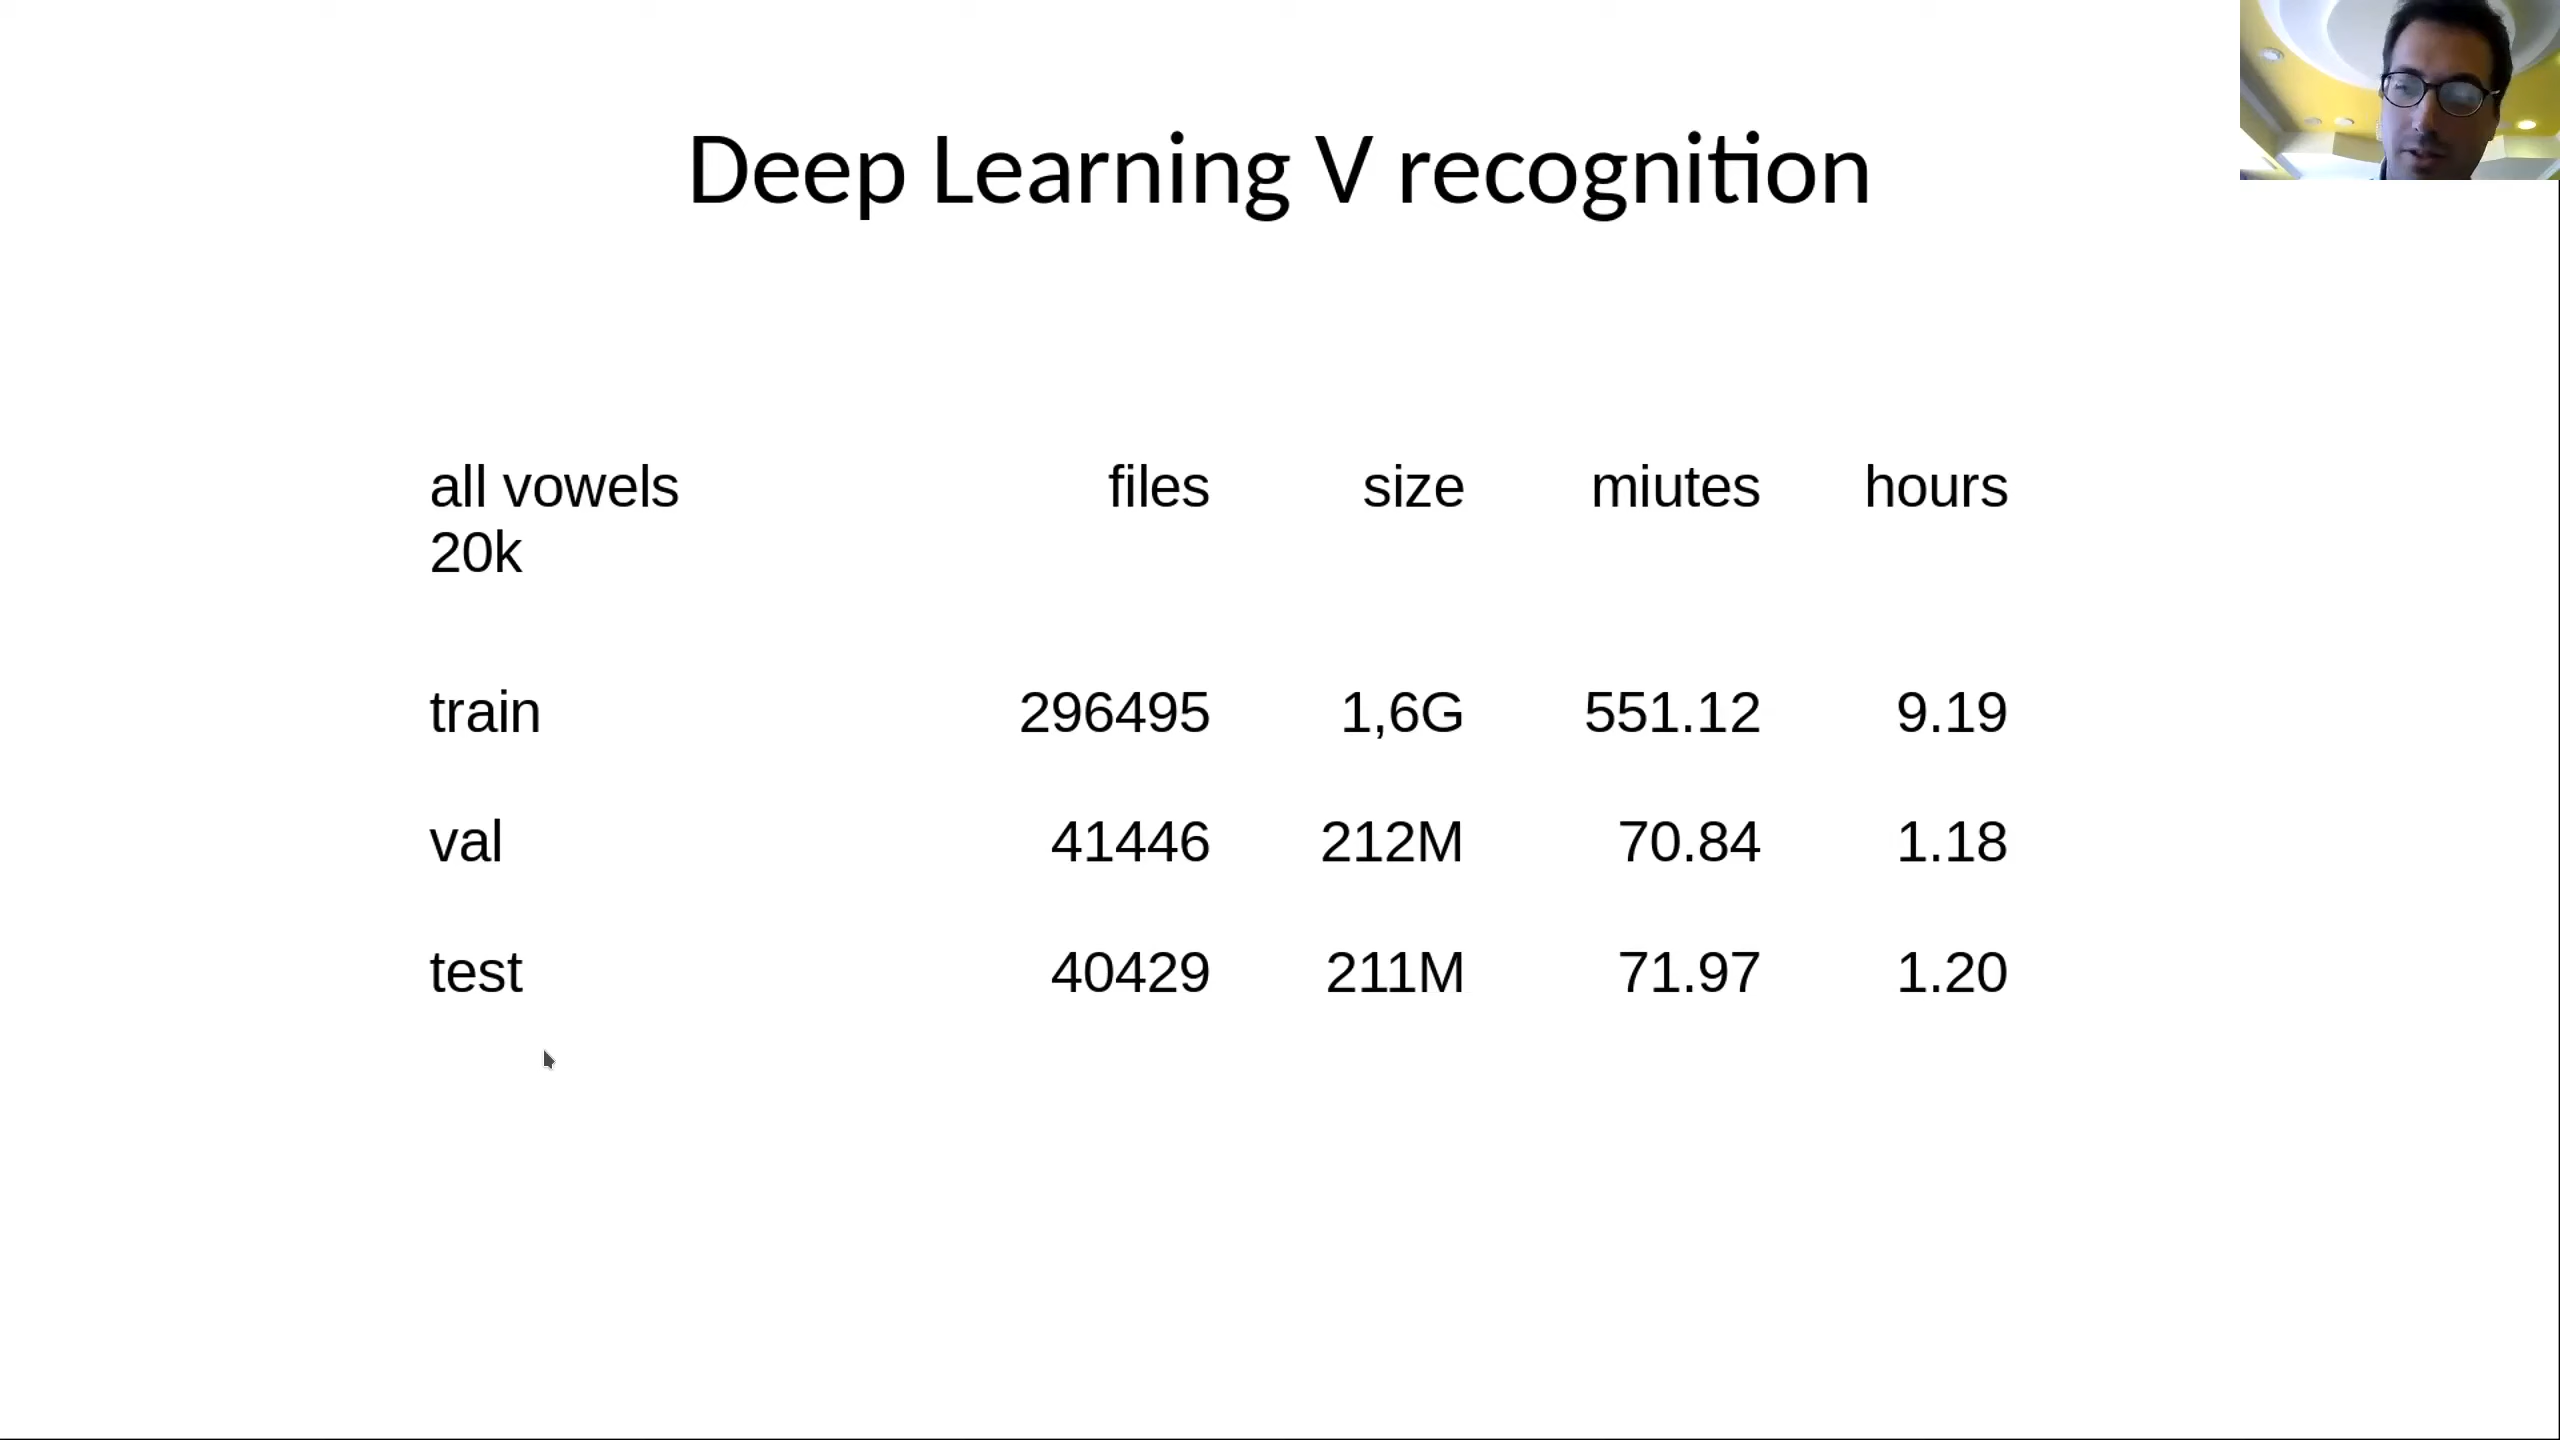 Deep Learning V recognition
all vowels 20k files size miutes hours
train 296495 1,6G 551.12 9.19
val 41446 212M 70.84 1.18
test 40429 211M 71.97 1.20